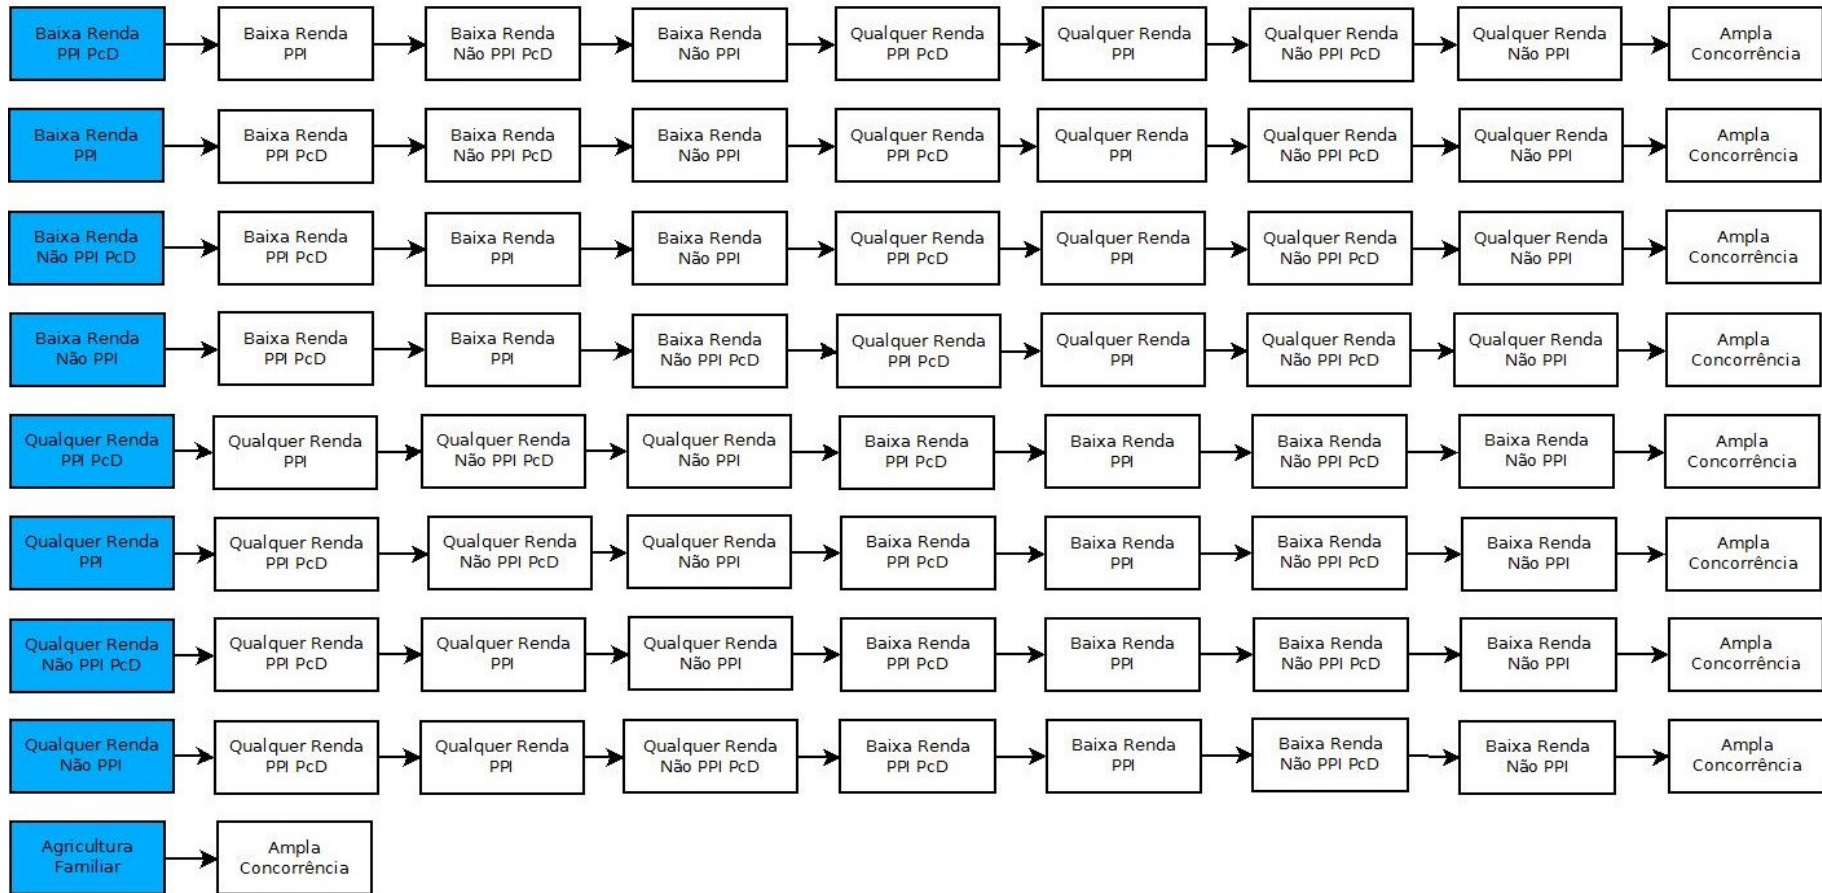 Baixa Renda
PPI PcD
Baixa Renda
PPI
Baixa Renda
Não PPI PcD
Baixa Renda
Não PPI
Qualquer Renda
PPI PcD
Qualquer Renda
PPI
Qualquer Renda
Não PPI PcD
Qualquer Renda
Não PPI
Ampla
Concorrência
Baixa Renda
PPI
Baixa Renda
PPI PcD
Baixa Renda
Não PPI PcD
Baixa Renda
Não PPI
Qualquer Renda
PPI PcD
Qualquer Renda
PPI
Qualquer Renda
Não PPI PcD
Qualquer Renda
Não PPI
Ampla
Concorrência
Baixa Renda
Não PPI PcD
Baixa Renda
PPI PcD
Baixa Renda
PPI
Baixa Renda
Não PPI
Qualquer Renda
PPI PcD
Qualquer Renda
PPI
Qualquer Renda
Não PPI PcD
Qualquer Renda
Não PPI
Ampla
Concorrência
Baixa Renda
Não PPI
Baixa Renda
PPI PcD
Baixa Renda
PPI
Baixa Renda
Não PPI PcD
Qualquer Renda
PPI PcD
Qualquer Renda
PPI
Qualquer Renda
Não PPI PcD
Qualquer Renda
Não PPI
Ampla
Concorrência
Qualquer Renda
PPI PcD
Qualquer Renda
PPI
Qualquer Renda
Não PPI PcD
Qualquer Renda
Não PPI
Baixa Renda
PPI PcD
Baixa Renda
PPI
Baixa Renda
Não PPI PcD
Baixa Renda
Não PPI
Ampla
Concorrência
Qualquer Renda
PPI
Qualquer Renda
PPI PcD
Qualquer Renda
Não PPI PcD
Qualquer Renda
Não PPI
Baixa Renda
PPI PcD
Baixa Renda
PPI
Baixa Renda
Não PPI PcD
Baixa Renda
Não PPI
Ampla
Concorrência
Qualquer Renda
Não PPI PcD
Qualquer Renda
PPI PcD
Qualquer Renda
PPI
Qualquer Renda
Não PPI
Baixa Renda
PPI PcD
Baixa Renda
PPI
Baixa Renda
Não PPI PcD
Baixa Renda
Não PPI
Ampla
Concorrência
Qualquer Renda
Não PPI
Qualquer Renda
PPI PcD
Qualquer Renda
PPI
Qualquer Renda
Não PPI PcD
Baixa Renda
PPI PcD
Baixa Renda
PPI
Baixa Renda
Não PPI PcD
Baixa Renda
Não PPI
Ampla
Concorrência
Agricultura
Familiar
Ampla
Concorrência